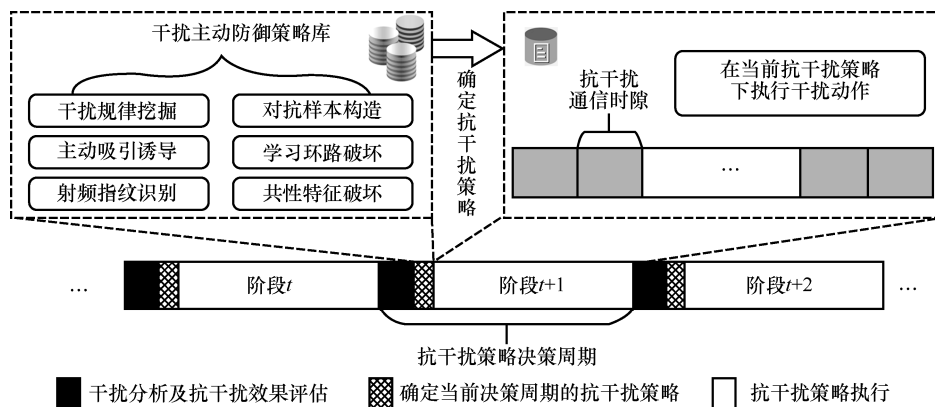 干扰主动防御策略库
干扰规律挖掘
对抗样本构造
主动吸引诱导
学习环路破坏
射频指纹识别
共性特征破坏
确定抗干扰策略
抗干扰
通信时隙
在当前抗干扰策略
下执行干扰动作
…
…
阶段t
阶段t+1
阶段t+2
…
抗干扰策略决策周期
干扰分析及抗干扰效果评估
确定当前决策周期的抗干扰策略
抗干扰策略执行